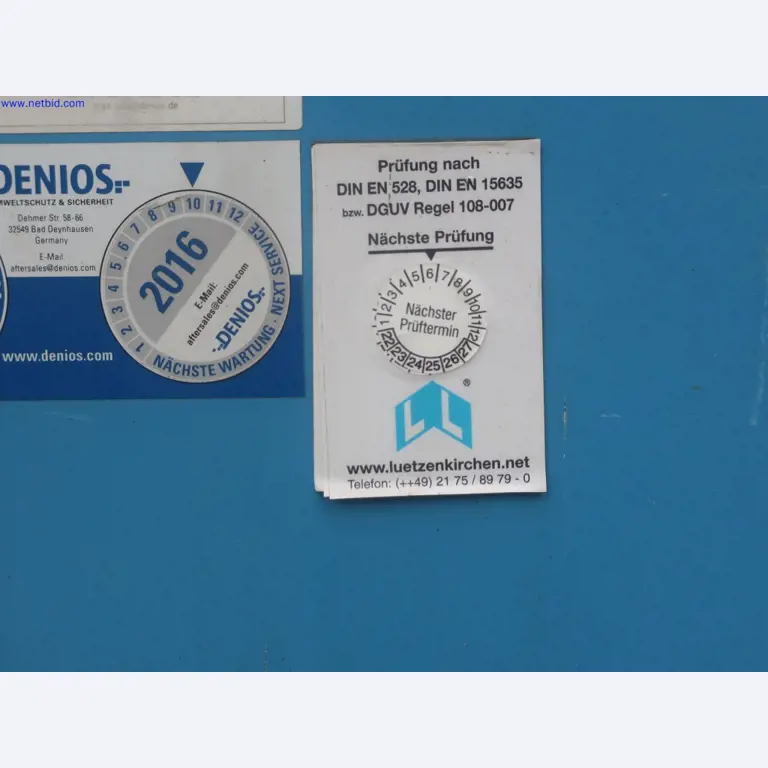 www.netbid.com
DENIOS
MWELTSCHUTZ & SICHERHEIT
Dehmer Str. 58-66
32549 Bad Oeynhausen
Germany
E-Mail
aftersales@denios.com
www.denios.com
1 2 3 4 5 6 7 8 9 10 11 12
2016
E-Mail:
aftersales@denios.com
DENIOS
NÄCHSTE WARTUNG · NEXT SERVICE
Prüfung nach
DIN EN 528, DIN EN 15635
bzw. DGUV Regel 108-007
Nächste Prüfung
1 2 3 4 5 6 7 8 9 10 11 12
Nächster
Prüftermin
22 23 24 25 26 27
LL®
www.luetzenkirchen.net
Telefon: (++49) 21 75 / 89 79 - 0